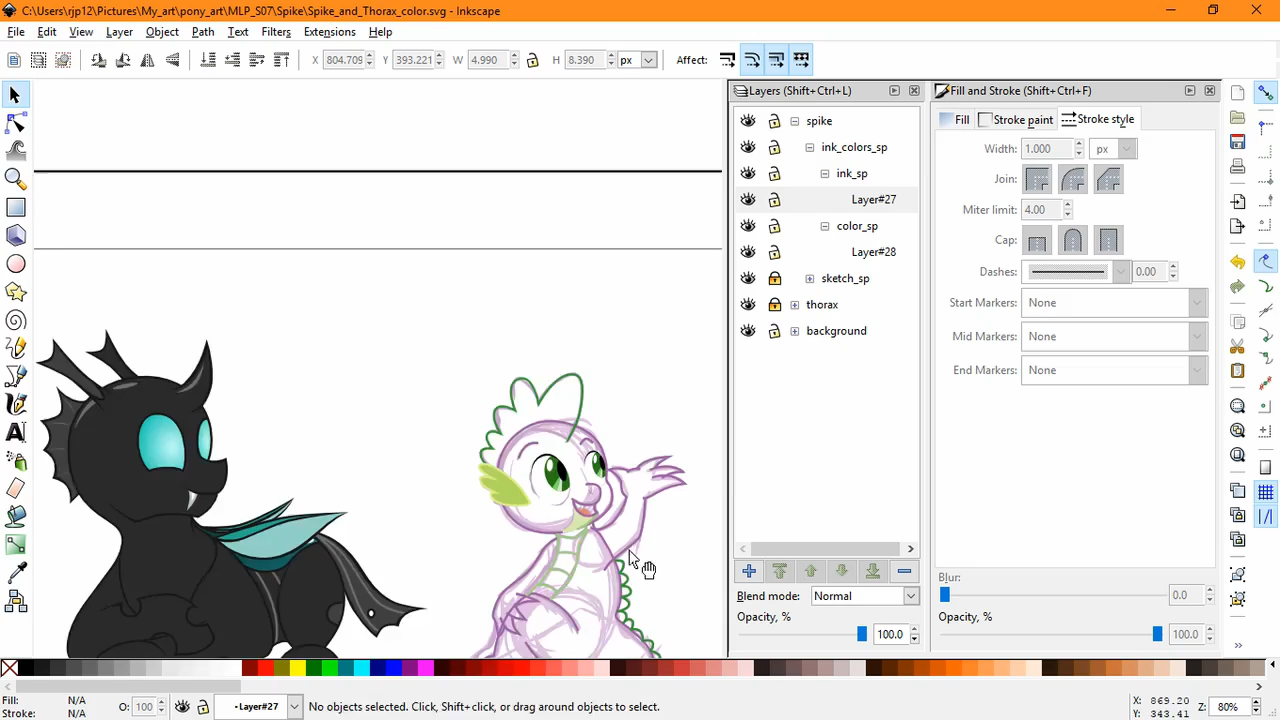 C:\Users\rjp12\Pictures\My_art\pony_art\MLP_S07\Spike\Spike_and_Thorax_color.svg - Inkscape
File Edit View Layer Object Path Text Filters Extensions Help
X 804.709 Y 393.221 W 4.990 H 8.390 px Affect:
Layers (Shift+Ctrl+L)
Fill and Stroke (Shift+Ctrl+F)
spike
ink_colors_sp
ink_sp
Layer#27
color_sp
Layer#28
sketch_sp
thorax
background
Blend mode: Normal
Opacity, % 100.0
Fill Stroke paint Stroke style
Width: 1.000 px
Join:
Miter limit: 4.00
Cap:
Dashes: 0.00
Start Markers: None
Mid Markers: None
End Markers: None
Blur:
0.0
Opacity, %
100.0
Fill: N/A
Stroke: N/A
O: 100
·Layer#27
No objects selected. Click, Shift+click, or drag around objects to select.
X: 869.20
Y: 343.41
Z: 80%